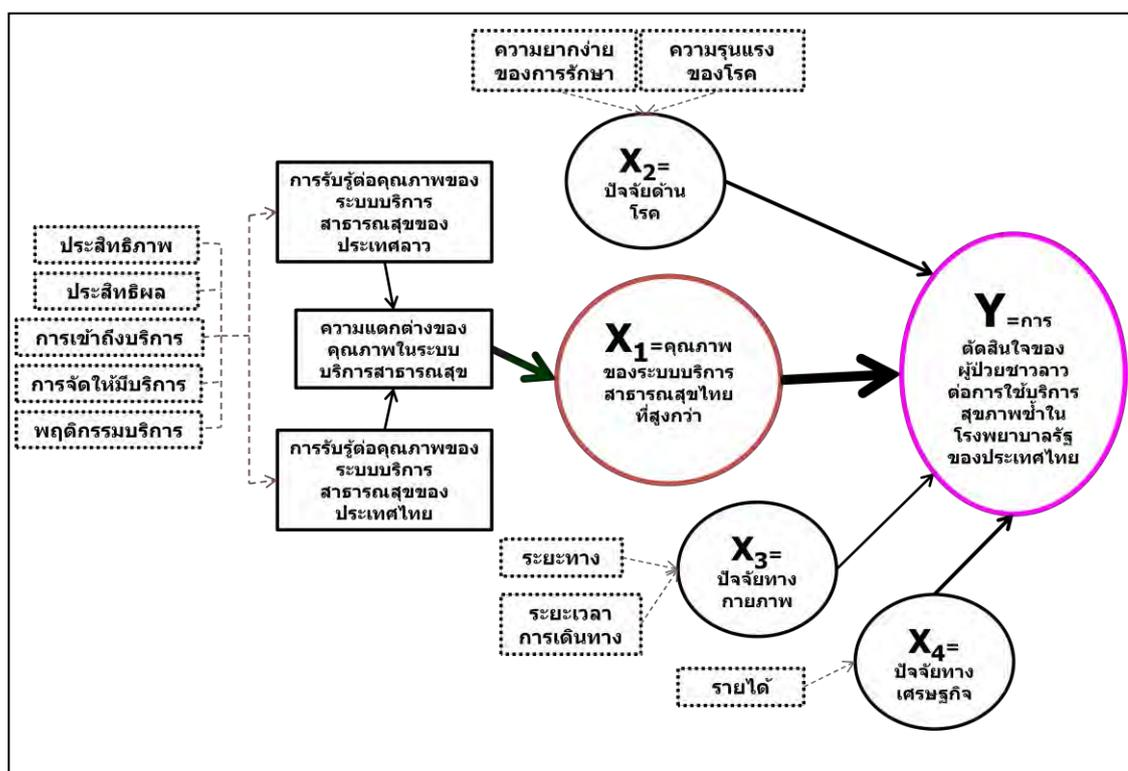 ความยากง่าย
ของการรักษา
ความรุนแรง
ของโรค
X2=
ปัจจัยด้าน
โรค
การรับรู้ต่อคุณภาพของ
ระบบบริการ
สาธารณสุขของ
ประเทศลาว
ประสิทธิภาพ
ประสิทธิผล
การเข้าถึงบริการ
การจัดให้มีบริการ
พฤติกรรมบริการ
ความแตกต่างของ
คุณภาพในระบบ
บริการสาธารณสุข
การรับรู้ต่อคุณภาพของ
ระบบบริการ
สาธารณสุขของ
ประเทศไทย
X1=คุณภาพ
ของระบบบริการ
สาธารณสุขไทย
ที่สูงกว่า
Y=การ
ตัดสินใจของ
ผู้ป่วยชาวลาว
ต่อการใช้บริการ
สุขภาพซ้ำใน
โรงพยาบาลรัฐ
ของประเทศไทย
ระยะทาง
ระยะเวลา
การเดินทาง
X3=
ปัจจัยทาง
กายภาพ
รายได้
X4=
ปัจจัยทาง
เศรษฐกิจ